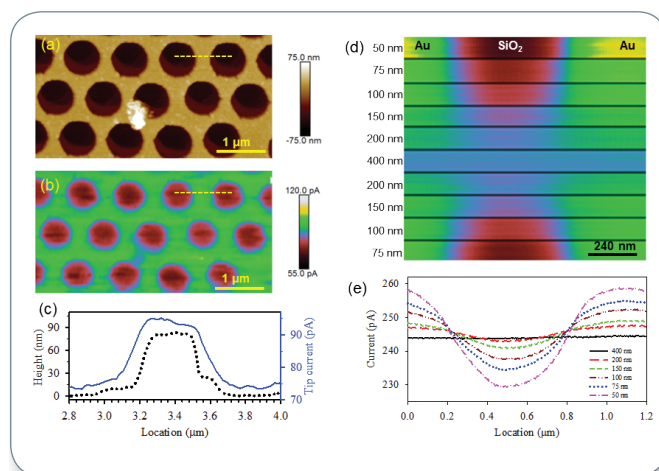 (a)
75.0 nm
-75.0 nm
1 µm
(b)
120.0 pA
55.0 pA
1 µm
(c)
Height (nm)
90
60
30
0
Tip current (pA)
90
80
70
2.8 3.0 3.2 3.4 3.6 3.8 4.0
Location (µm)
(d)
50 nm
75 nm
100 nm
150 nm
200 nm
400 nm
200 nm
150 nm
100 nm
75 nm
Au
SiO₂
Au
240 nm
(e)
Current (pA)
260
250
240
230
400 nm
200 nm
150 nm
100 nm
75 nm
50 nm
0.0 0.2 0.4 0.6 0.8 1.0 1.2
Location (µm)